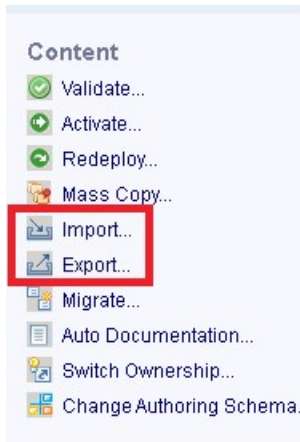 Content
Validate...
Activate...
Redeploy...
Mass Copy...
Import...
Export...
Migrate...
Auto Documentation...
Switch Ownership...
Change Authoring Schema.